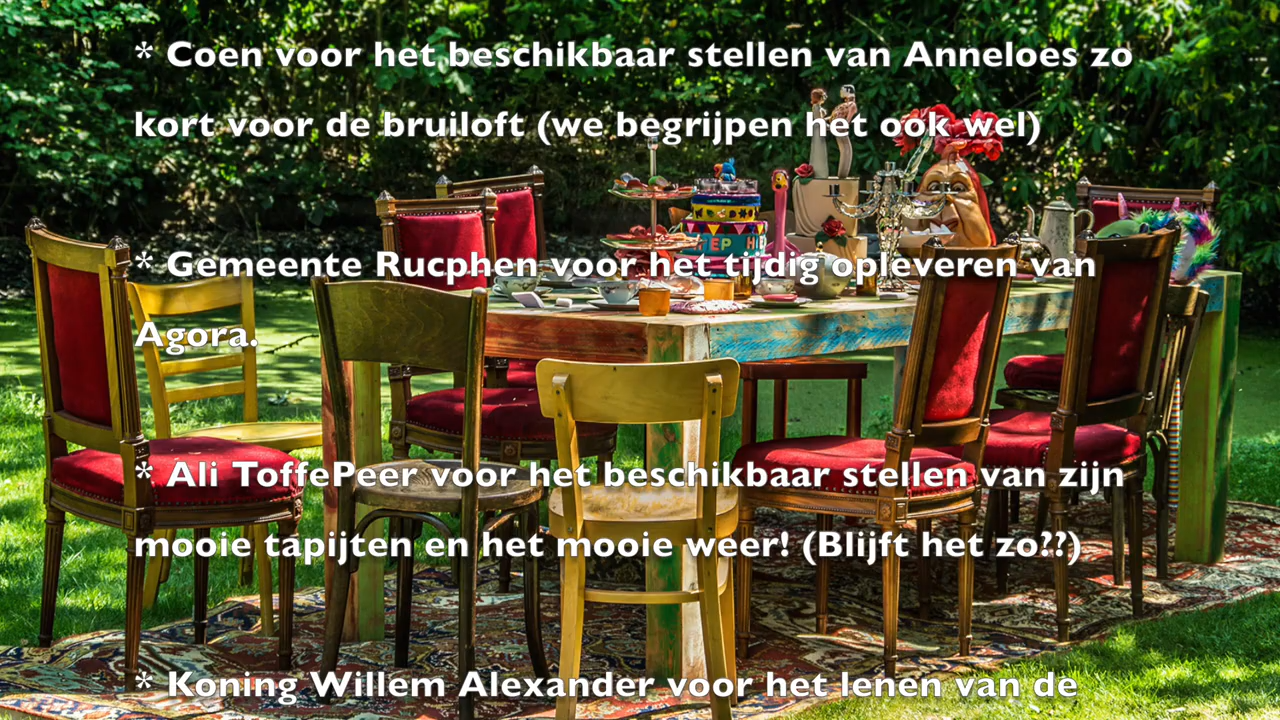 * Coen voor het beschikbaar stellen van Anneloes zo
kort voor de bruiloft (we begrijpen het ook wel)
* Gemeente Rucphen voor het tijdig opleveren van
Agora.
* Ali ToffePeer voor het beschikbaar stellen van zijn
mooie tapijten en het mooie weer! (Blijft het zo??)
* Koning Willem Alexander voor het lenen van de